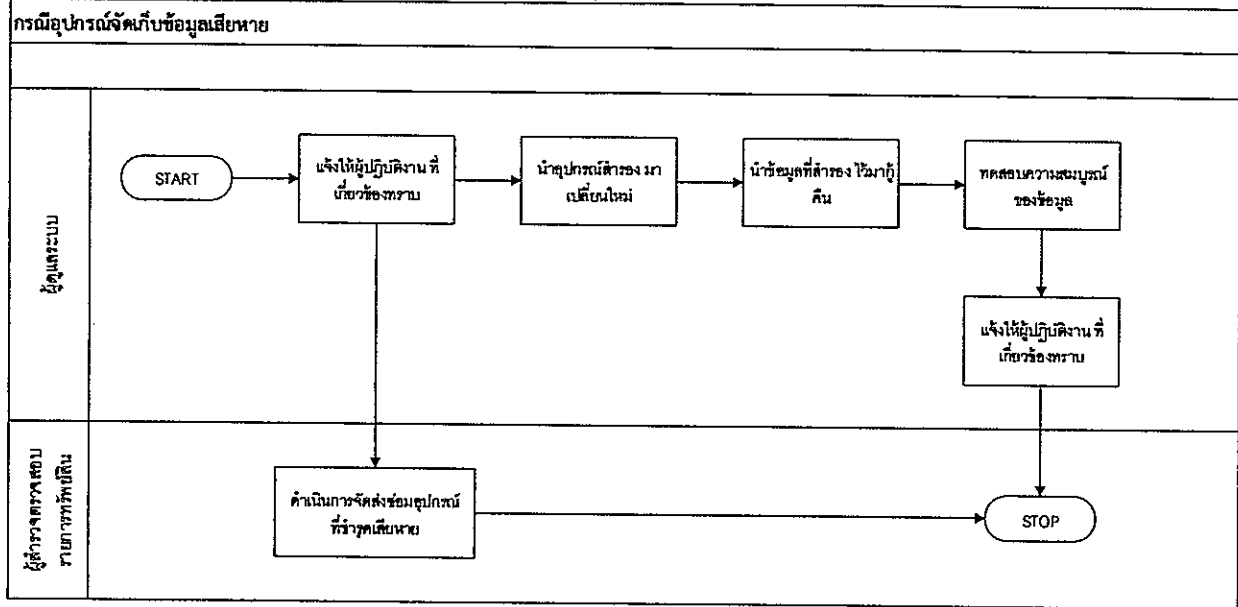 กรณีอุปกรณ์จัดเก็บข้อมูลเสียหาย
ผู้ดูแลระบบ
START
แจ้งให้ผู้ปฏิบัติงาน ที่
เกี่ยวข้องทราบ
นำอุปกรณ์สำรอง มา
เปลี่ยนใหม่
นำข้อมูลที่สำรอง ไว้มากู้
คืน
ทดสอบความสมบูรณ์
ของข้อมูล
แจ้งให้ผู้ปฏิบัติงาน ที่
เกี่ยวข้องทราบ
ผู้สำรวจตรวจสอบ
รายการทรัพย์สิน
ดำเนินการจัดส่งซ่อมอุปกรณ์
ที่ชำรุดเสียหาย
STOP